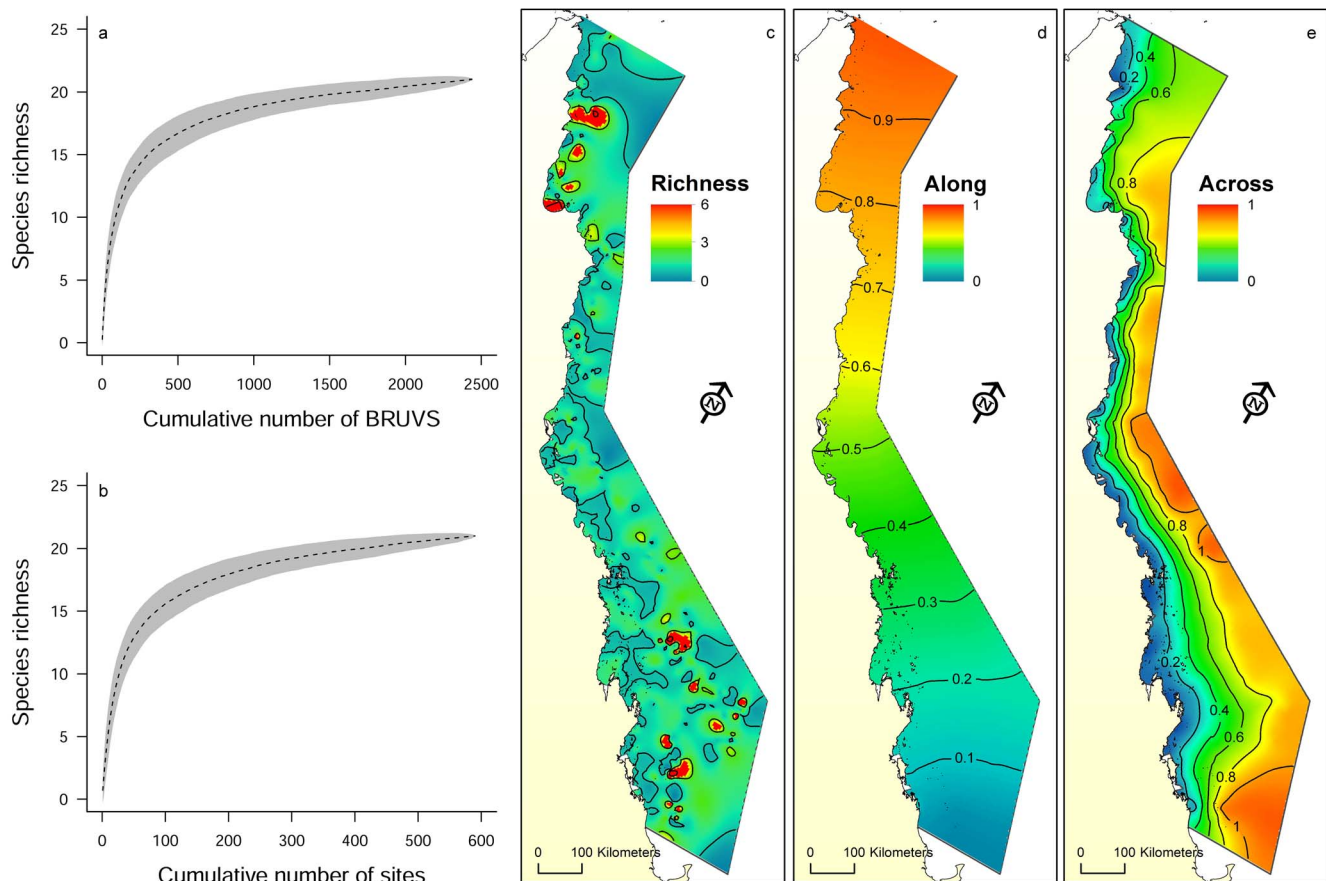 a
25
20
15
10
5
0
Species richness
0 500 1000 1500 2000 2500
Cumulative number of BRUVS
b
25
20
15
10
5
0
Species richness
0 100 200 300 400 500 600
Cumulative number of sites
c
Richness
6
3
0
N
0 100 Kilometers
d
0.9
0.8
Along
1
0
0.7
0.6
N
0.5
0.4
0.3
0.2
0.1
0 100 Kilometers
e
0.4
0.2
0.6
0.8
Across
1
0
N
0.8
1
0.2
0.4
0.6
0.8
1
0 100 Kilometers